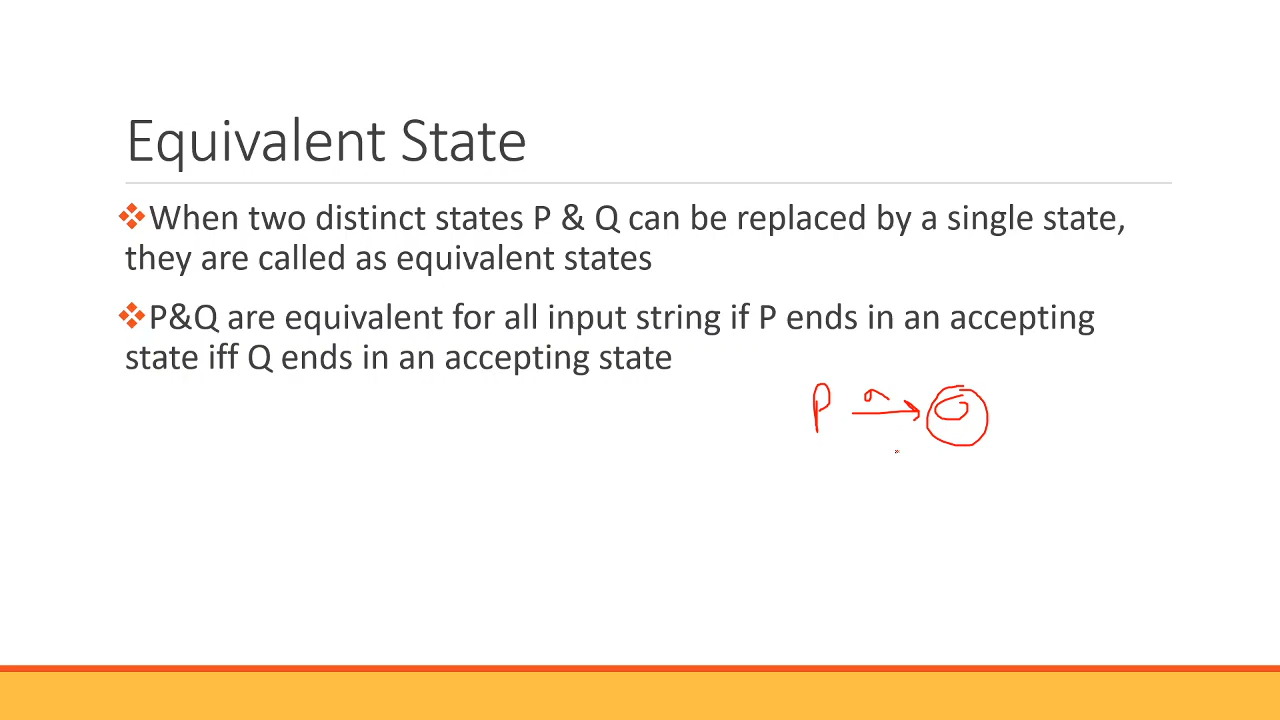 Equivalent State
❖When two distinct states P & Q can be replaced by a single state,
they are called as equivalent states
❖P&Q are equivalent for all input string if P ends in an accepting
state iff Q ends in an accepting state
P a →